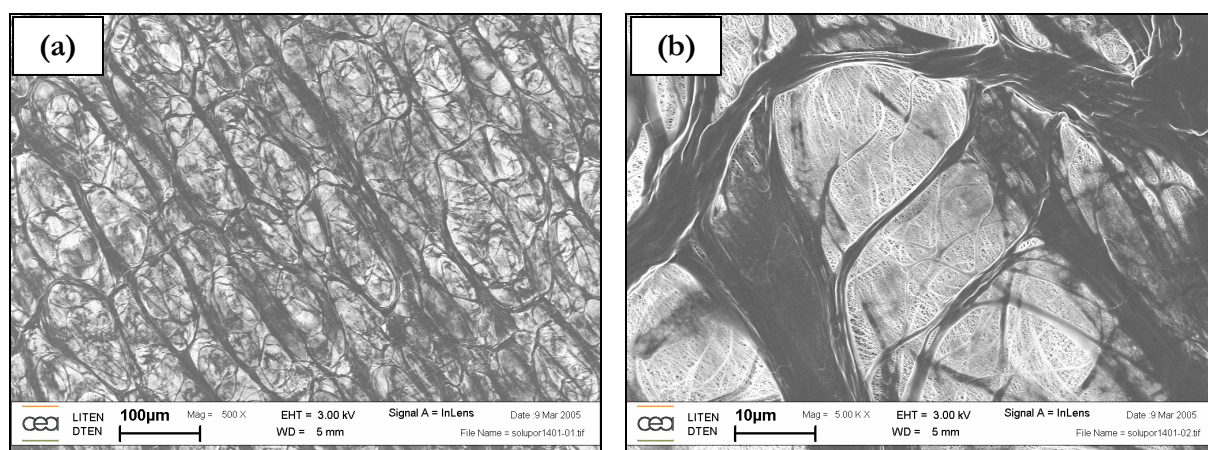 (a)
(b)
cea
LITEN
DTEN
100µm
Mag = 500 X
EHT = 3.00 kV
WD = 5 mm
Signal A = InLens
Date :9 Mar 2005
File Name = solupor1401-01.tif
cea
LITEN
DTEN
10µm
Mag = 5.00 K X
EHT = 3.00 kV
WD = 5 mm
Signal A = InLens
Date :9 Mar 2005
File Name = solupor1401-02.tif